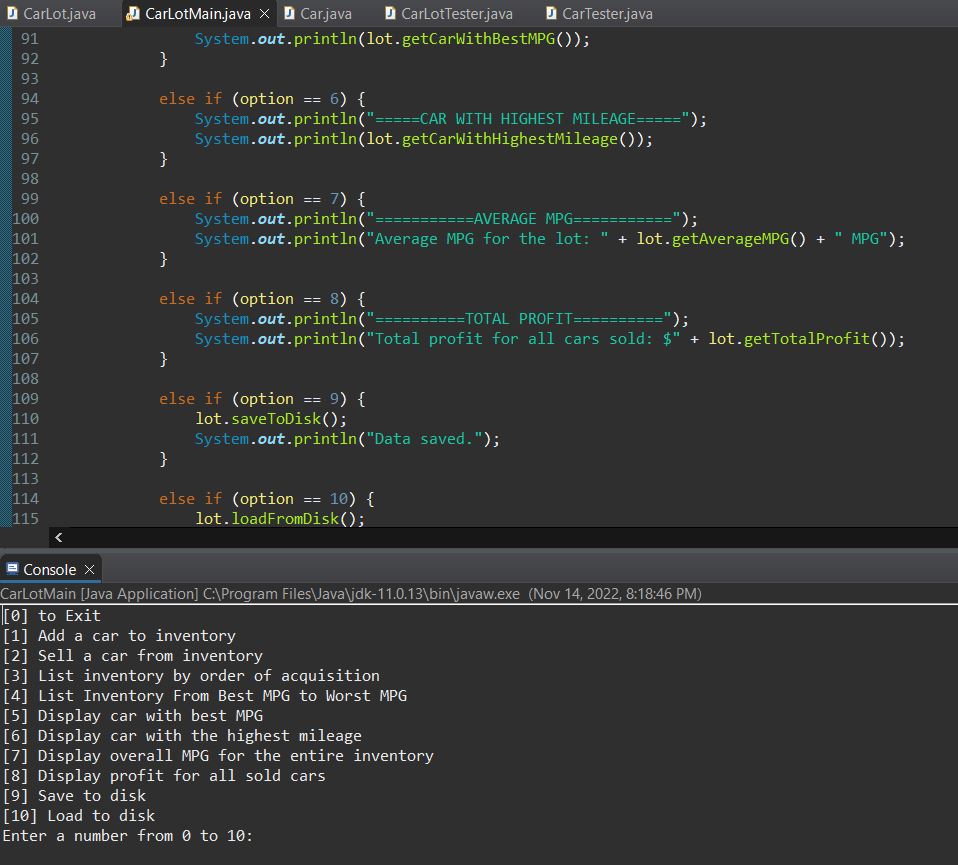 CarLot.java CarLotMain.java Car.java CarLotTester.java CarTester.java
91 System.out.println(lot.getCarWithBestMPG());
92 }
93
94 else if (option == 6) {
95 System.out.println("=====CAR WITH HIGHEST MILEAGE=====");
96 System.out.println(lot.getCarWithHighestMileage());
97 }
98
99 else if (option == 7) {
100 System.out.println("===========AVERAGE MPG===========");
101 System.out.println("Average MPG for the lot: " + lot.getAverageMPG() + " MPG");
102 }
103
104 else if (option == 8) {
105 System.out.println("==========TOTAL PROFIT==========");
106 System.out.println("Total profit for all cars sold: $" + lot.getTotalProfit());
107 }
108
109 else if (option == 9) {
110 lot.saveToDisk();
111 System.out.println("Data saved.");
112 }
113
114 else if (option == 10) {
115 lot.loadFromDisk();
Console
CarLotMain [Java Application] C:\Program Files\Java\jdk-11.0.13\bin\javaw.exe (Nov 14, 2022, 8:18:46 PM)
[0] to Exit
[1] Add a car to inventory
[2] Sell a car from inventory
[3] List inventory by order of acquisition
[4] List Inventory From Best MPG to Worst MPG
[5] Display car with best MPG
[6] Display car with the highest mileage
[7] Display overall MPG for the entire inventory
[8] Display profit for all sold cars
[9] Save to disk
[10] Load to disk
Enter a number from 0 to 10: